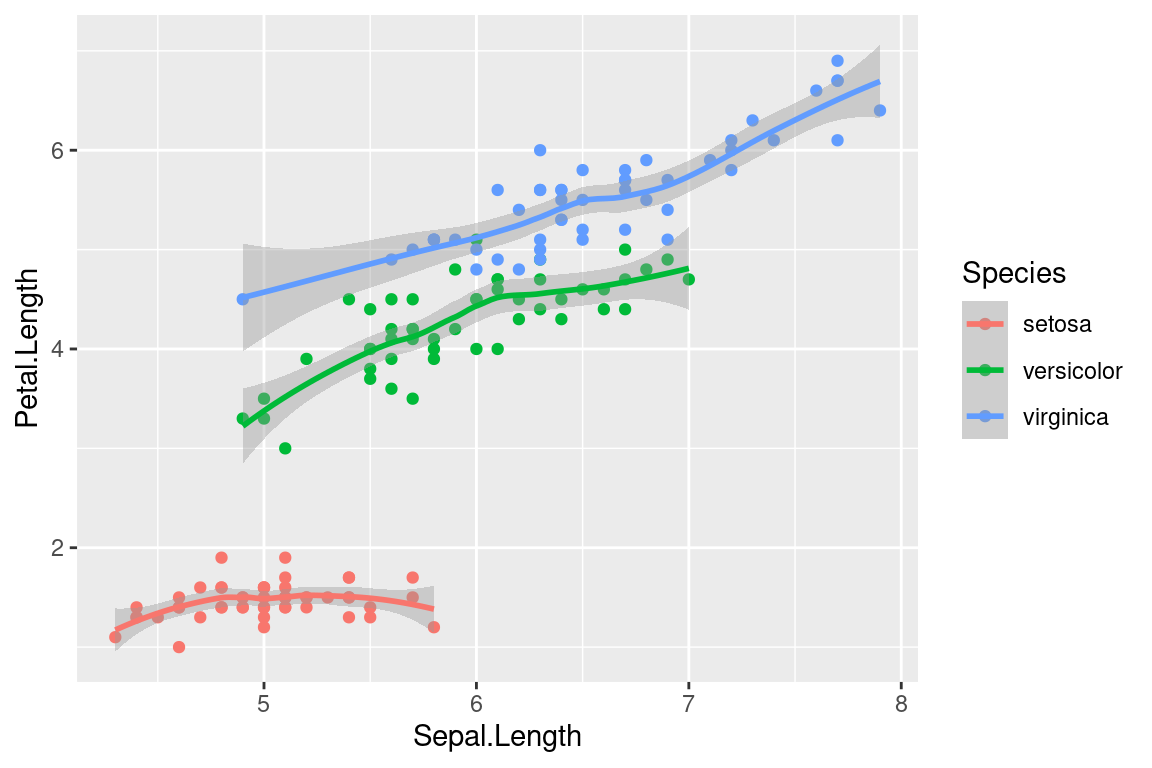 6
4
2
Petal.Length
5 6 7 8
Sepal.Length
Species
setosa
versicolor
virginica